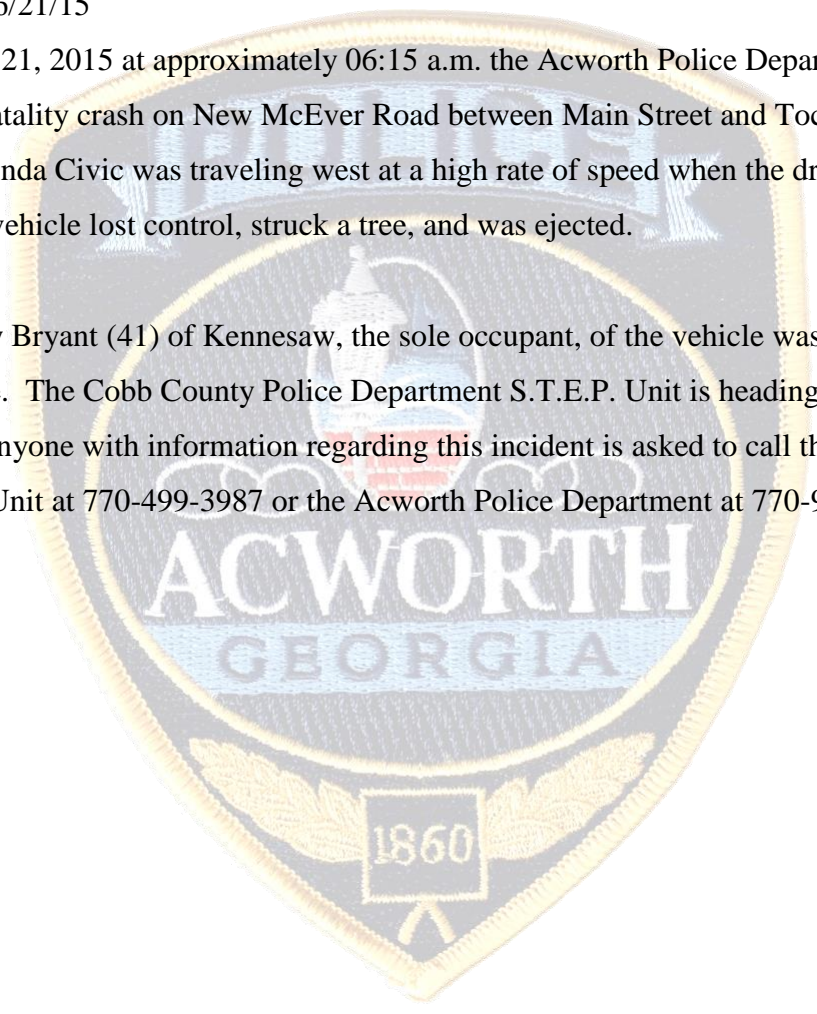 6/21/15
21, 2015 at approximately 06:15 a.m. the Acworth Police Depar
atality crash on New McEver Road between Main Street and Toc
nda Civic was traveling west at a high rate of speed when the dr
vehicle lost control, struck a tree, and was ejected.
y Bryant (41) of Kennesaw, the sole occupant, of the vehicle was
. The Cobb County Police Department S.T.E.P. Unit is heading
nyone with information regarding this incident is asked to call th
Unit at 770-499-3987 or the Acworth Police Department at 770-9
POLICE
ACWORTH
GEORGIA
1860